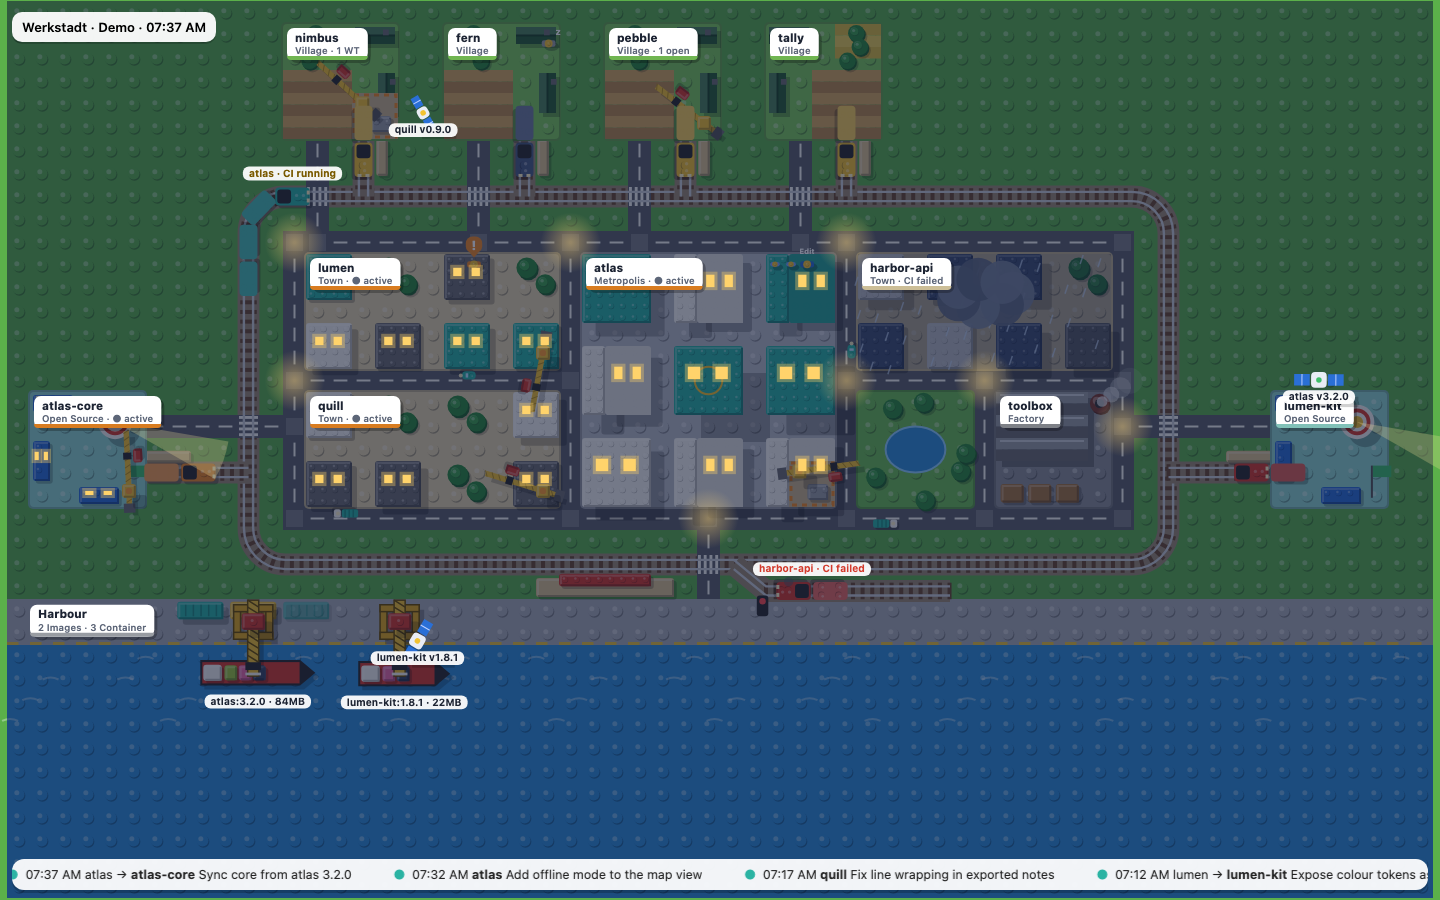 Werkstadt · Demo · 07:37 AM
nimbus
Village · 1 WT
fern
Village
pebble
Village · 1 open
tally
Village
quill v0.9.0
atlas · CI running
Edit
lumen
Town · ● active
atlas
Metropolis · ● active
harbor-api
Town · CI failed
atlas-core
Open Source · ● active
quill
Town · ● active
toolbox
Factory
atlas v3.2.0
lumen-kit
Open Source
harbor-api · CI failed
Harbour
2 Images · 3 Container
lumen-kit v1.8.1
atlas:3.2.0 · 84MB
lumen-kit:1.8.1 · 22MB
07:37 AM atlas → atlas-core Sync core from atlas 3.2.0
07:32 AM atlas Add offline mode to the map view
07:17 AM quill Fix line wrapping in exported notes
07:12 AM lumen → lumen-kit Expose colour tokens a